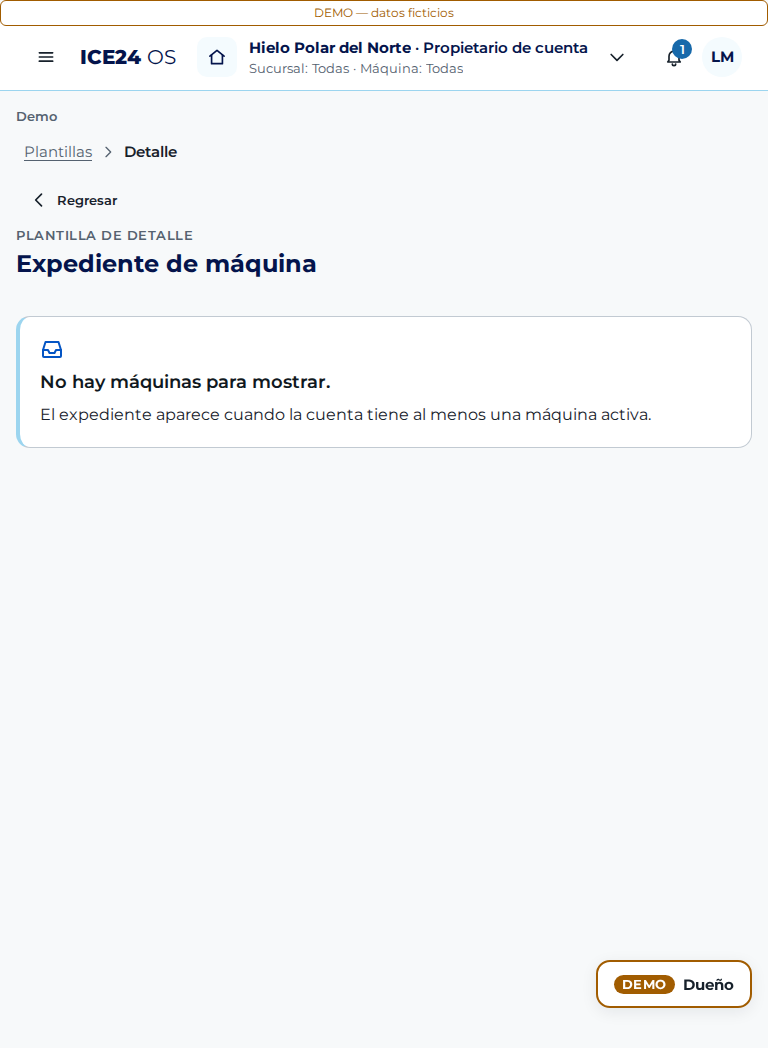 DEMO — datos ficticios
ICE24 OS
Hielo Polar del Norte · Propietario de cuenta
Sucursal: Todas · Máquina: Todas
1
LM
Demo
Plantillas
Detalle
Regresar
PLANTILLA DE DETALLE
Expediente de máquina
No hay máquinas para mostrar.
El expediente aparece cuando la cuenta tiene al menos una máquina activa.
DEMO Dueño